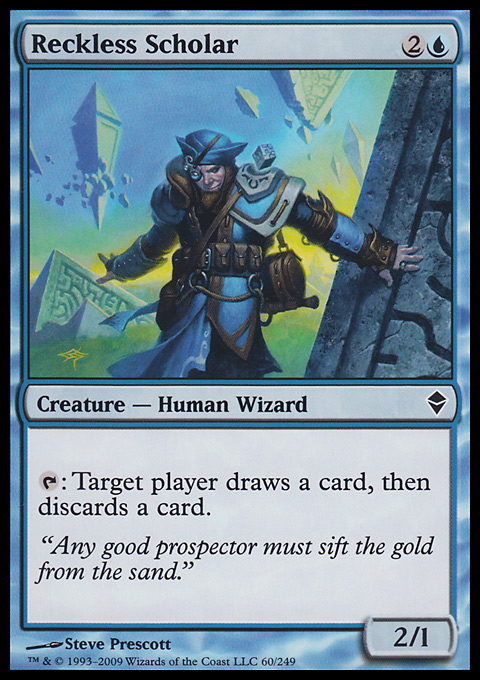 Reckless Scholar 2
Creature — Human Wizard
: Target player draws a card, then
discards a card.
“Any good prospector must sift the gold
from the sand.”
Steve Prescott
2/1
™ & © 1993–2009 Wizards of the Coast LLC 60/249